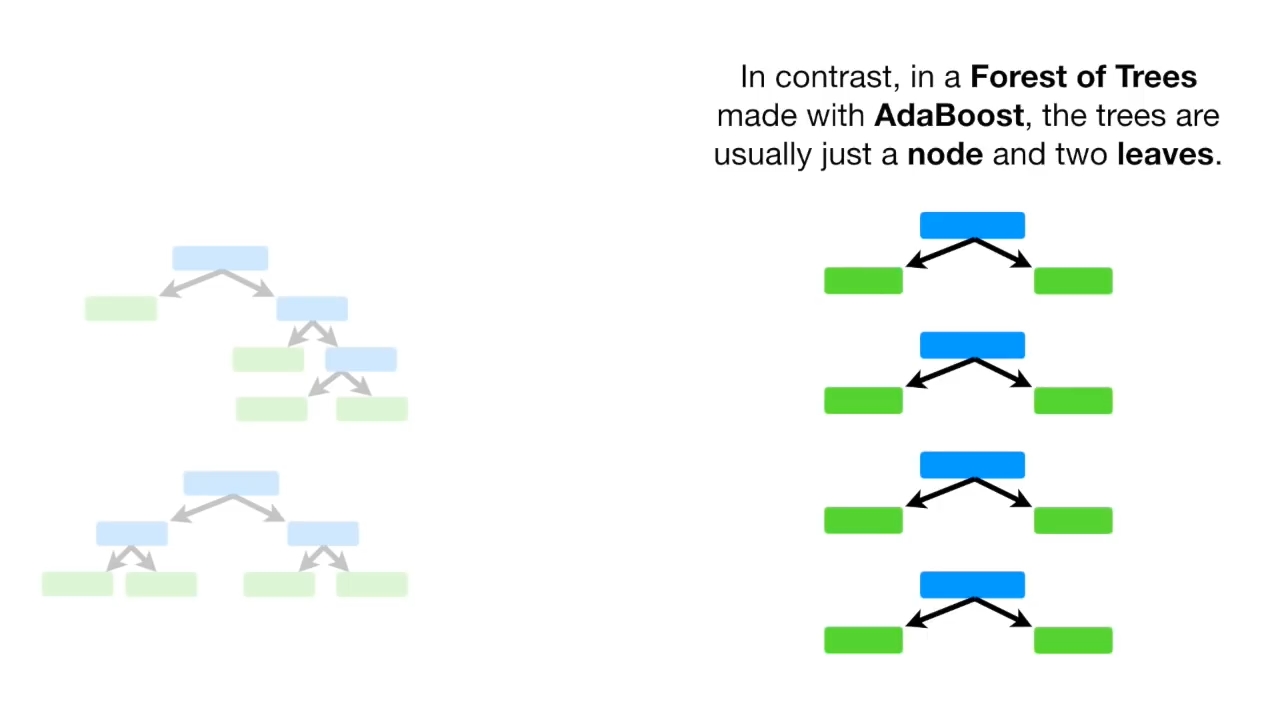 In contrast, in a Forest of Trees
made with AdaBoost, the trees are
usually just a node and two leaves.